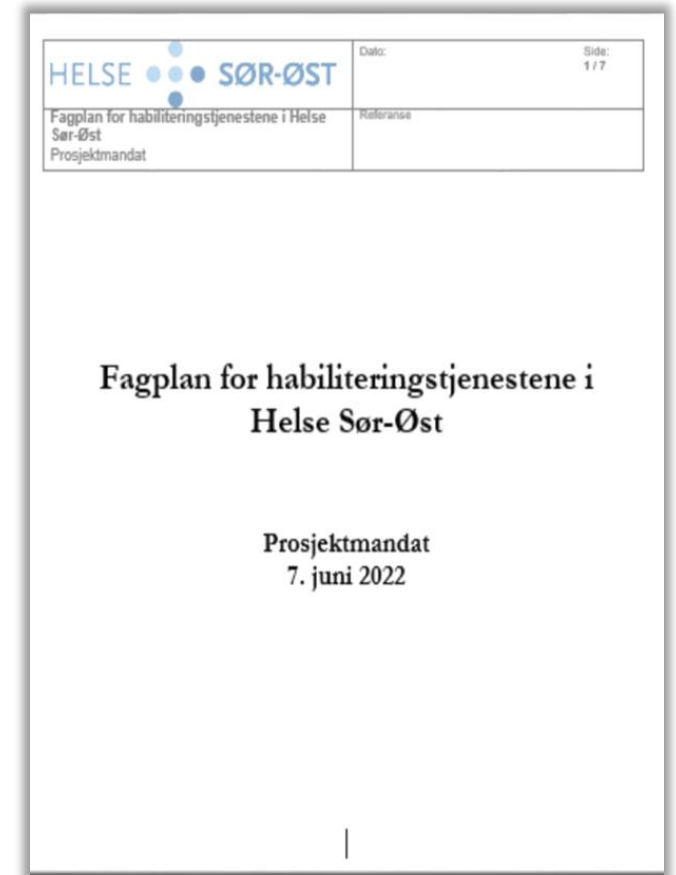 HELSE SØR-ØST
Dato:
Side:
1 / 7
Fagplan for habiliteringstjenestene i Helse
Sør-Øst
Prosjektmandat
Referanse
Fagplan for habiliteringstjenestene i
Helse Sør-Øst
Prosjektmandat
7. juni 2022